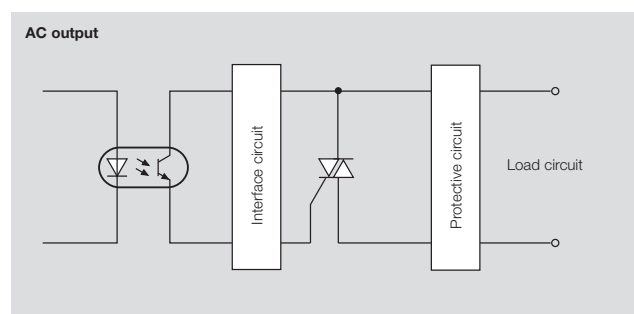 AC output
Interface circuit
Protective circuit
Load circuit